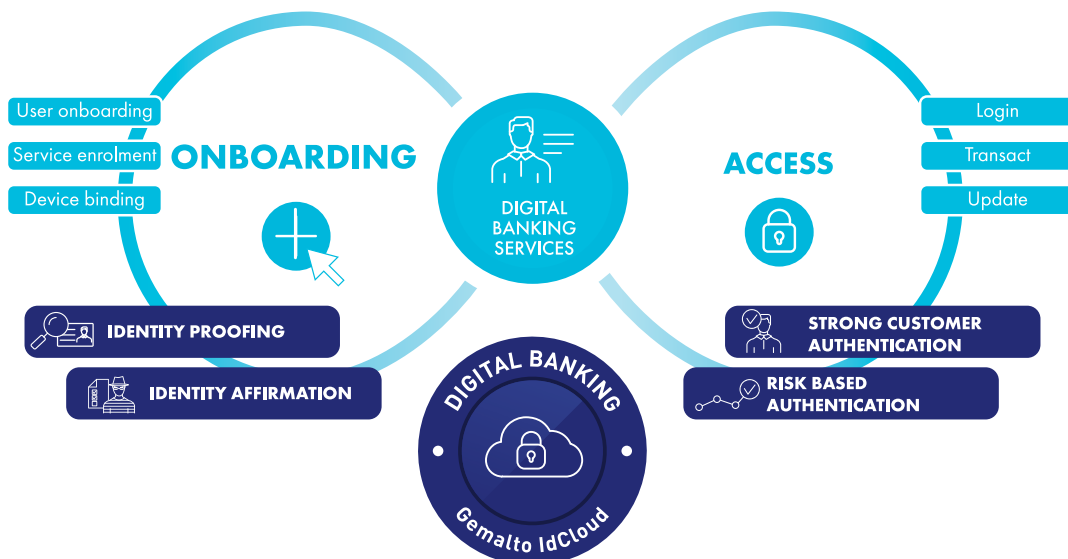 User onboarding
Service enrolment
Device binding
ONBOARDING
DIGITAL
BANKING
SERVICES
ACCESS
Login
Transact
Update
IDENTITY PROOFING
IDENTITY AFFIRMATION
STRONG CUSTOMER
AUTHENTICATION
RISK BASED
AUTHENTICATION
DIGITAL BANKING
Gemalto IdCloud